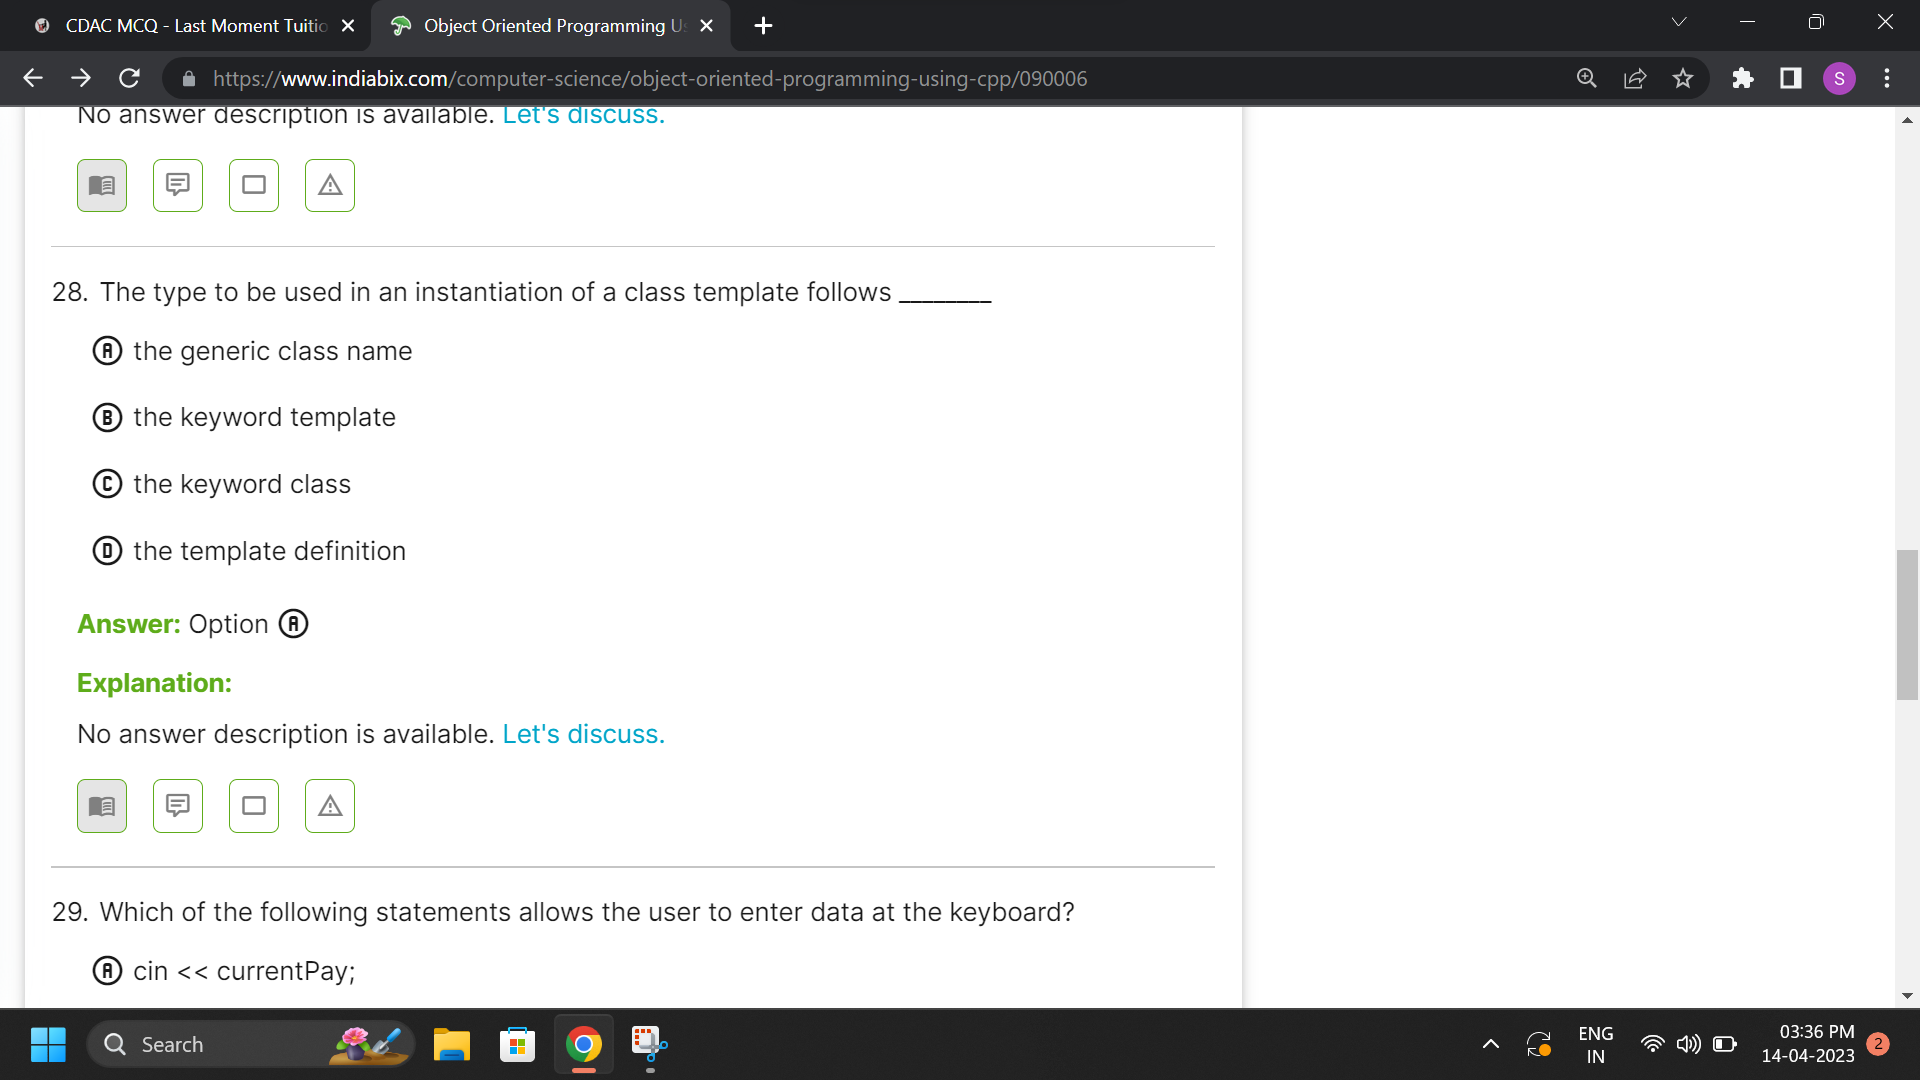 CDAC MCQ - Last Moment Tuitio
Object Oriented Programming U
https://www.indiabix.com/computer-science/object-oriented-programming-using-cpp/090006
S
No answer description is available. Let's discuss.
28. The type to be used in an instantiation of a class template follows ________
A the generic class name
B the keyword template
C the keyword class
D the template definition
Answer: Option A
Explanation:
No answer description is available. Let's discuss.
29. Which of the following statements allows the user to enter data at the keyboard?
A cin << currentPay;
Search
ENG
IN
03:36 PM
14-04-2023
2